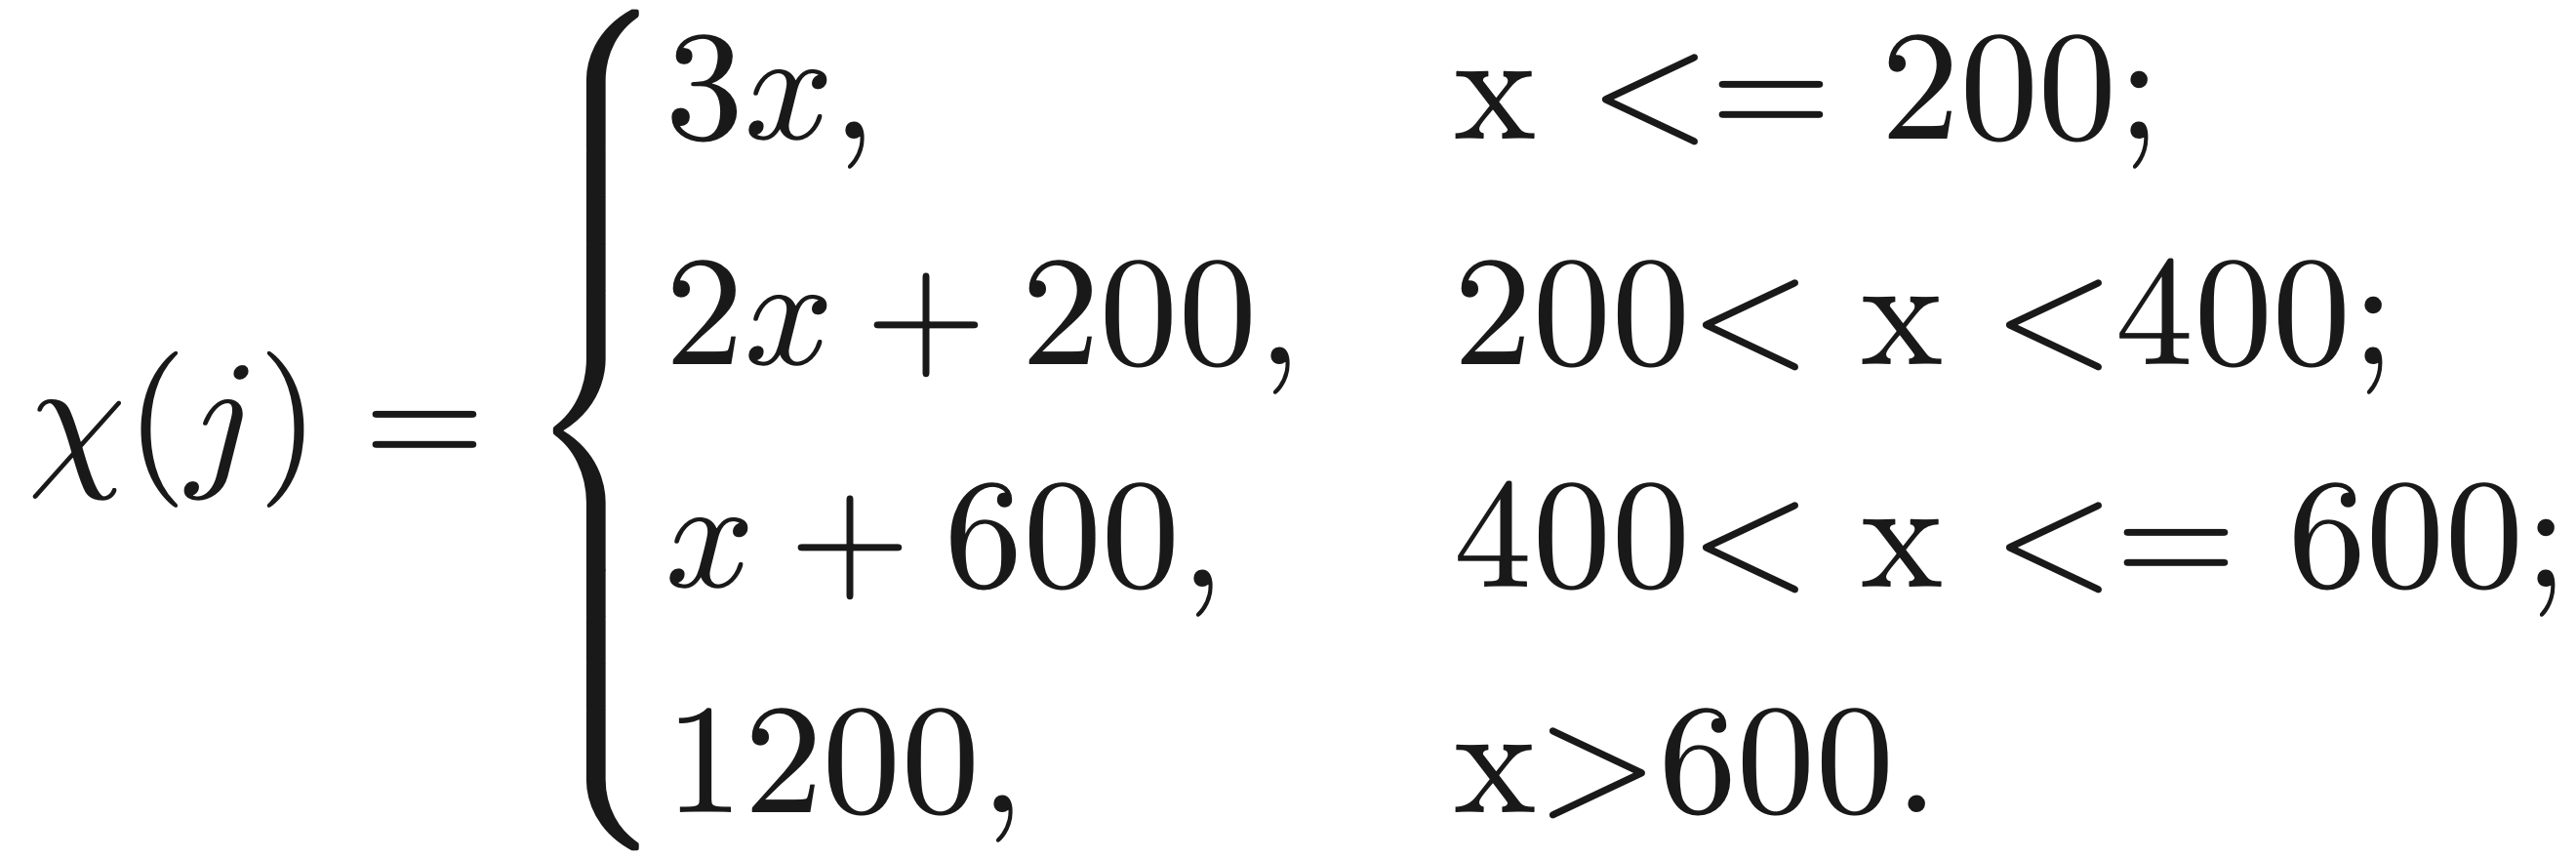 3x, x <= 200;
2x + 200, 200< x <400;
χ(j) =
x + 600, 400< x <= 600;
1200, x>600.